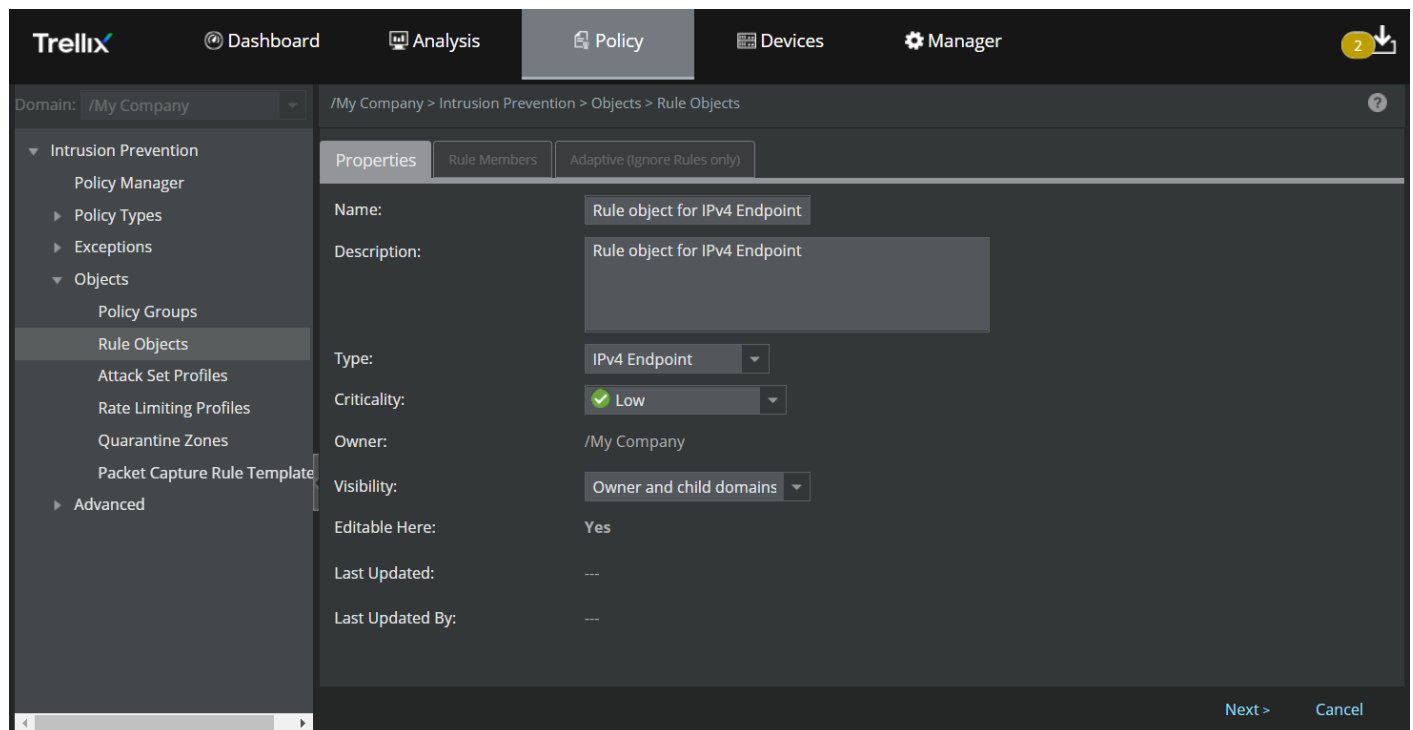 Trellix
Dashboard
Analysis
Policy
Devices
Manager
2
Domain: /My Company
/My Company > Intrusion Prevention > Objects > Rule Objects
?
Intrusion Prevention
Policy Manager
Policy Types
Exceptions
Objects
Policy Groups
Rule Objects
Attack Set Profiles
Rate Limiting Profiles
Quarantine Zones
Packet Capture Rule Template
Advanced
Properties
Rule Members
Adaptive (Ignore Rules only)
Name: Rule object for IPv4 Endpoint
Description: Rule object for IPv4 Endpoint
Type: IPv4 Endpoint
Criticality: Low
Owner: /My Company
Visibility: Owner and child domains
Editable Here: Yes
Last Updated: ---
Last Updated By: ---
Next >
Cancel